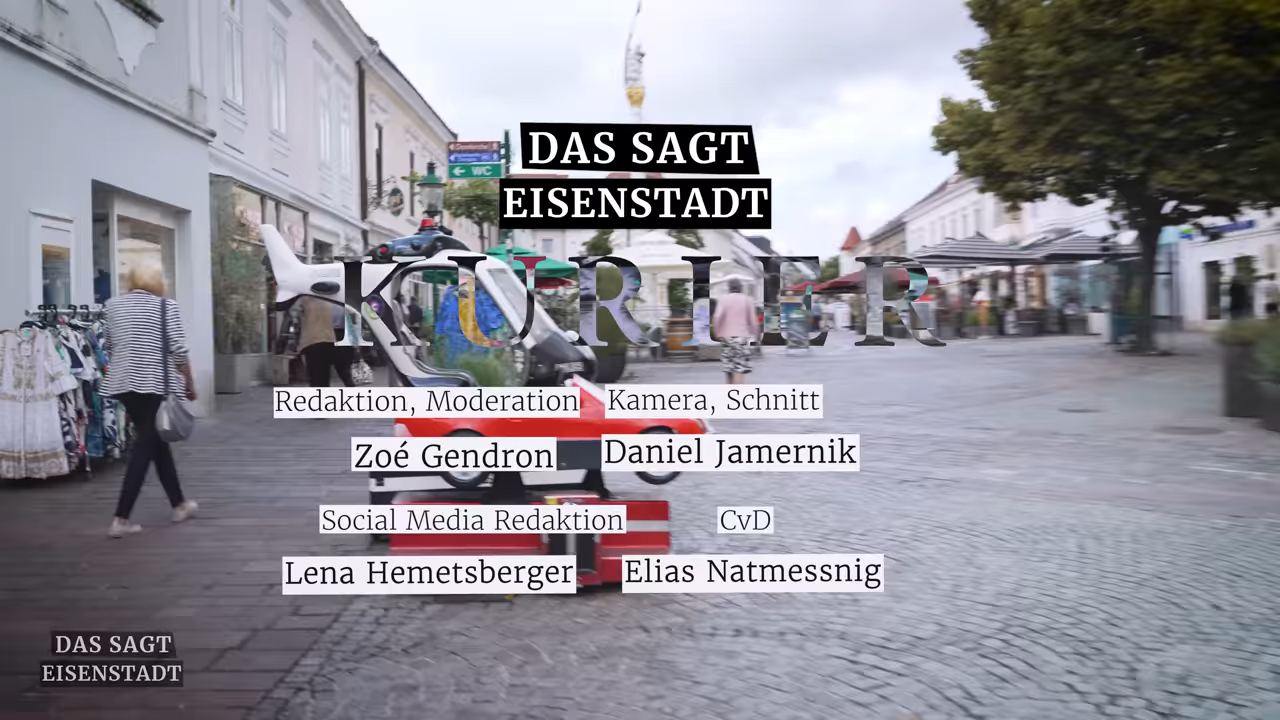 DAS SAGT
EISENSTADT
WC
KURIER
Redaktion, Moderation
Kamera, Schnitt
Zoé Gendron
Daniel Jamernik
Social Media Redaktion
CvD
Lena Hemetsberger
Elias Natmessnig
DAS SAGT
EISENSTADT